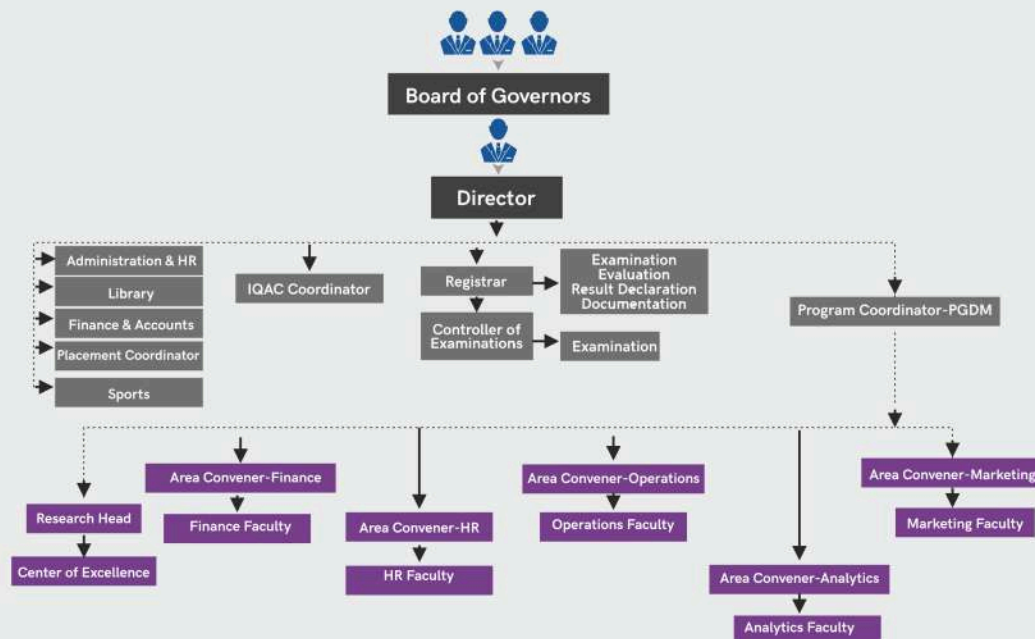 Board of Governors
Director
Administration & HR
Library
Finance & Accounts
Placement Coordinator
Sports
IQAC Coordinator
Registrar
Examination
Evaluation
Result Declaration
Documentation
Controller of
Examinations
Examination
Program Coordinator-PGDM
Research Head
Center of Excellence
Area Convener-Finance
Finance Faculty
Area Convener-HR
HR Faculty
Area Convener-Operations
Operations Faculty
Area Convener-Analytics
Analytics Faculty
Area Convener-Marketing
Marketing Faculty